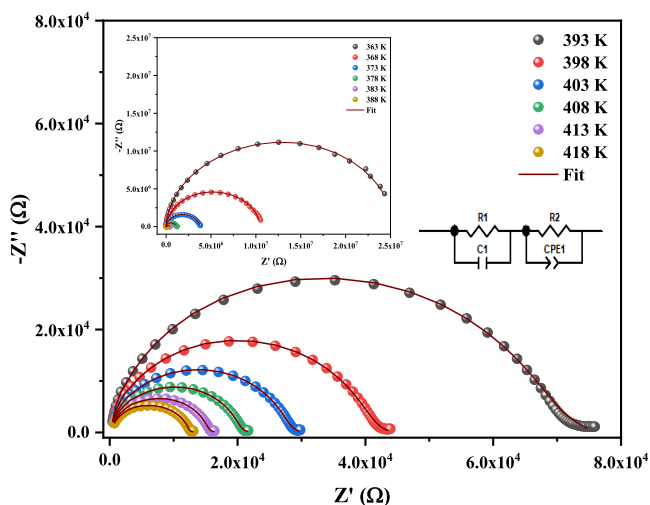 8.0x10⁴
6.0x10⁴
4.0x10⁴
2.0x10⁴
0.0
-Z'' (Ω)
0.0
2.0x10⁴
4.0x10⁴
6.0x10⁴
8.0x10⁴
Z' (Ω)
393 K
398 K
403 K
408 K
413 K
418 K
Fit
2.5x10⁷
2.0x10⁷
1.5x10⁷
1.0x10⁷
5.0x10⁶
0.0
-Z'' (Ω)
0.0
5.0x10⁶
1.0x10⁷
1.5x10⁷
2.0x10⁷
2.5x10⁷
Z' (Ω)
363 K
368 K
373 K
378 K
383 K
388 K
Fit
R1
R2
C1
CPE1